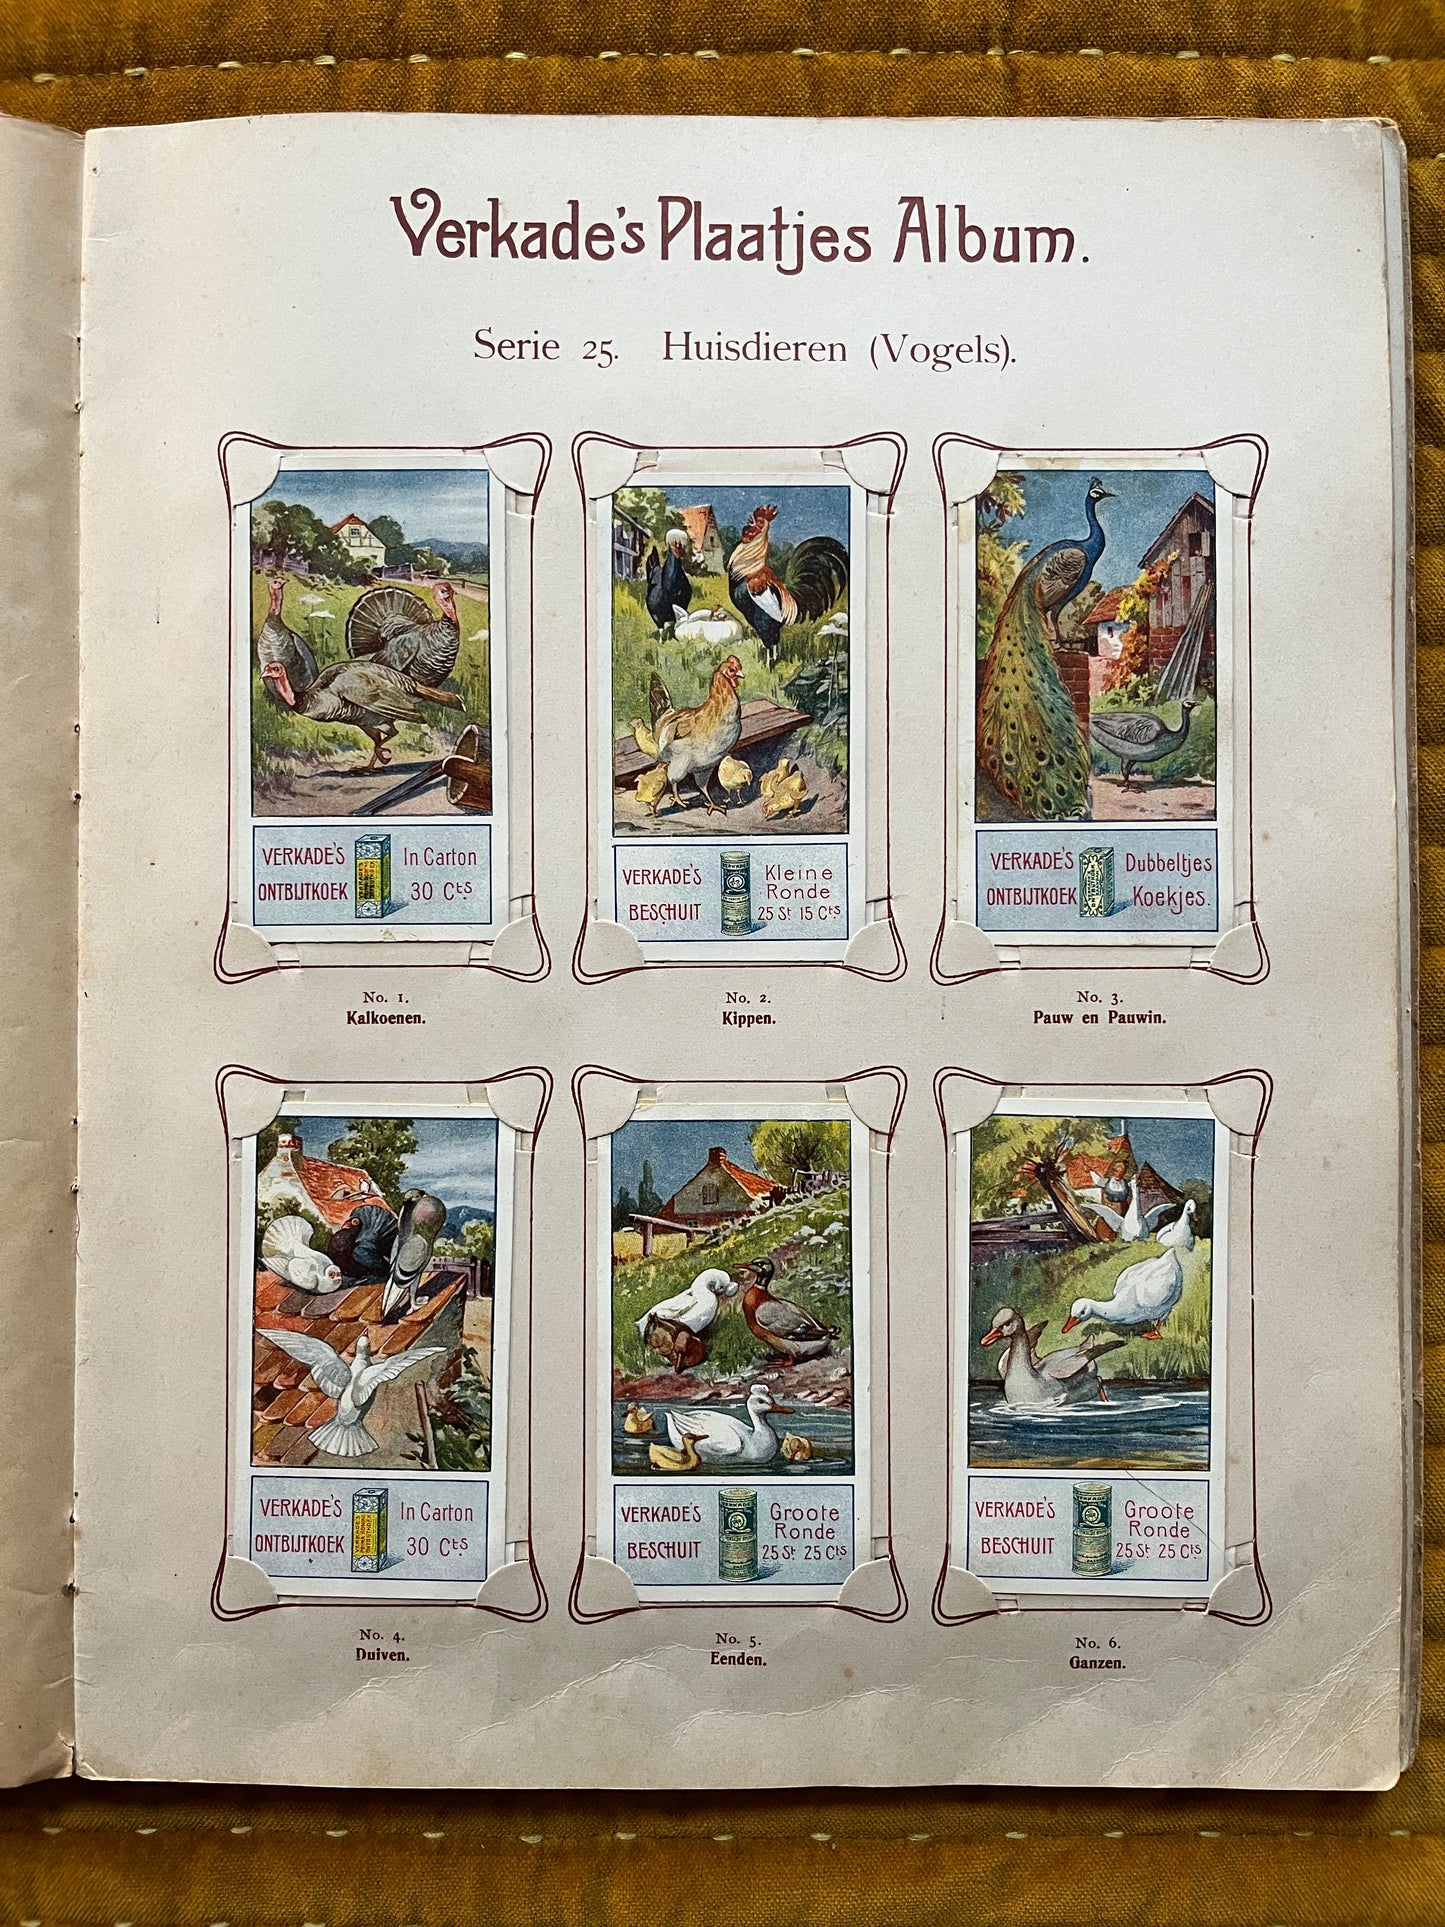 Verkade's Plaatjes Album.
Serie 25. Huisdieren (Vogels).
VERKADE'S In Carton
ONTBIJTKOEK 30 Cts
No. 1.
Kalkoenen.
VERKADE'S Kleine
Ronde
BESCHUIT 25 St 15 Cts
No. 2.
Kippen.
VERKADE'S Dubbeltjes
ONTBIJTKOEK Koekjes.
No. 3.
Pauw en Pauwin.
VERKADE'S In Carton
ONTBIJTKOEK 30 Cts
No. 4.
Duiven.
VERKADE'S Groote
Ronde
BESCHUIT 25 St 25 Cts
No. 5.
Eenden.
VERKADE'S Groote
Ronde
BESCHUIT 25 St 25 Cts
No. 6.
Ganzen.